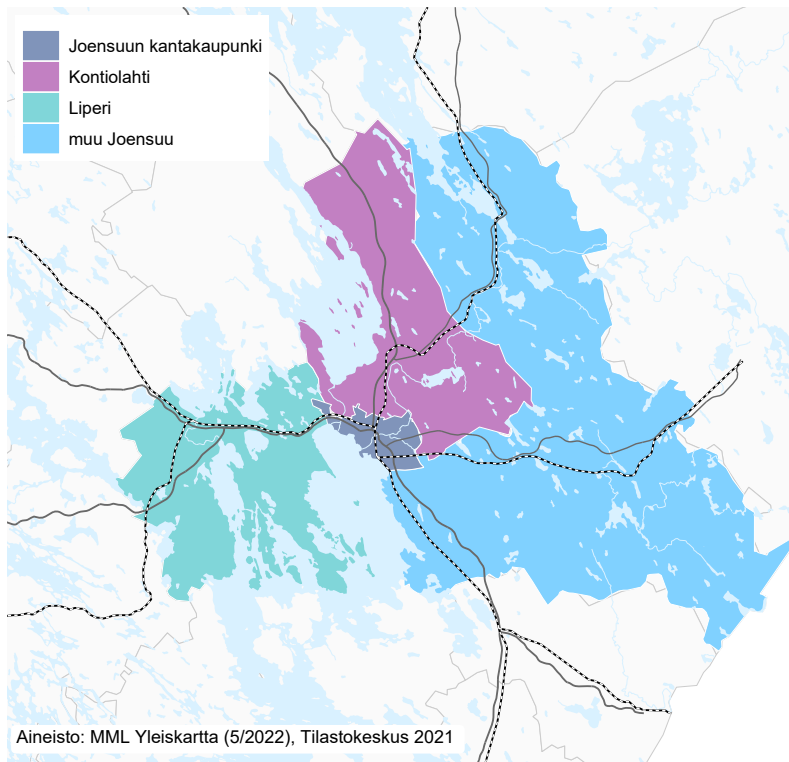 Joensuun kantakaupunki
Kontiolahti
Liperi
muu Joensuu
Aineisto: MML Yleiskartta (5/2022), Tilastokeskus 2021